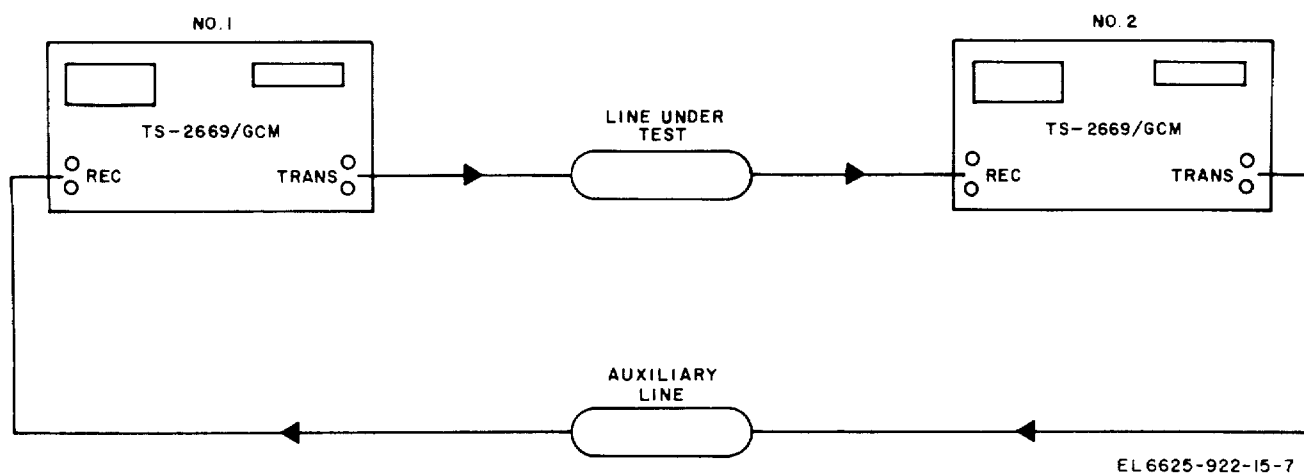 NO. 1
NO. 2
TS-2669/GCM
REC
TRANS
LINE UNDER
TEST
TS-2669/GCM
REC
TRANS
AUXILIARY
LINE
EL6625-922-15-7